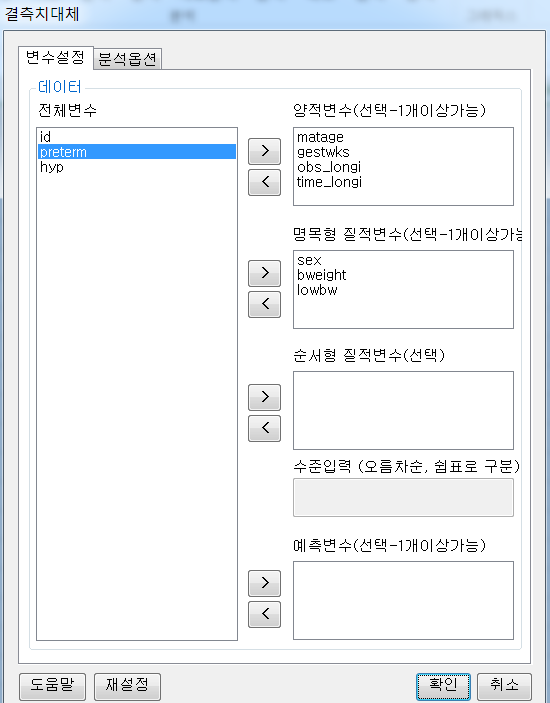 결측치대체
변수설정
분석옵션
데이터
전체변수
id
preterm
hyp
>
<
양적변수(선택-1개이상가능)
matage
gestwks
obs_longi
time_longi
>
<
명목형 질적변수(선택-1개이상가능
sex
bweight
lowbw
>
<
순서형 질적변수(선택)
수준입력 (오름차순, 쉼표로 구분)
>
<
예측변수(선택-1개이상가능)
도움말
재설정
확인
취소